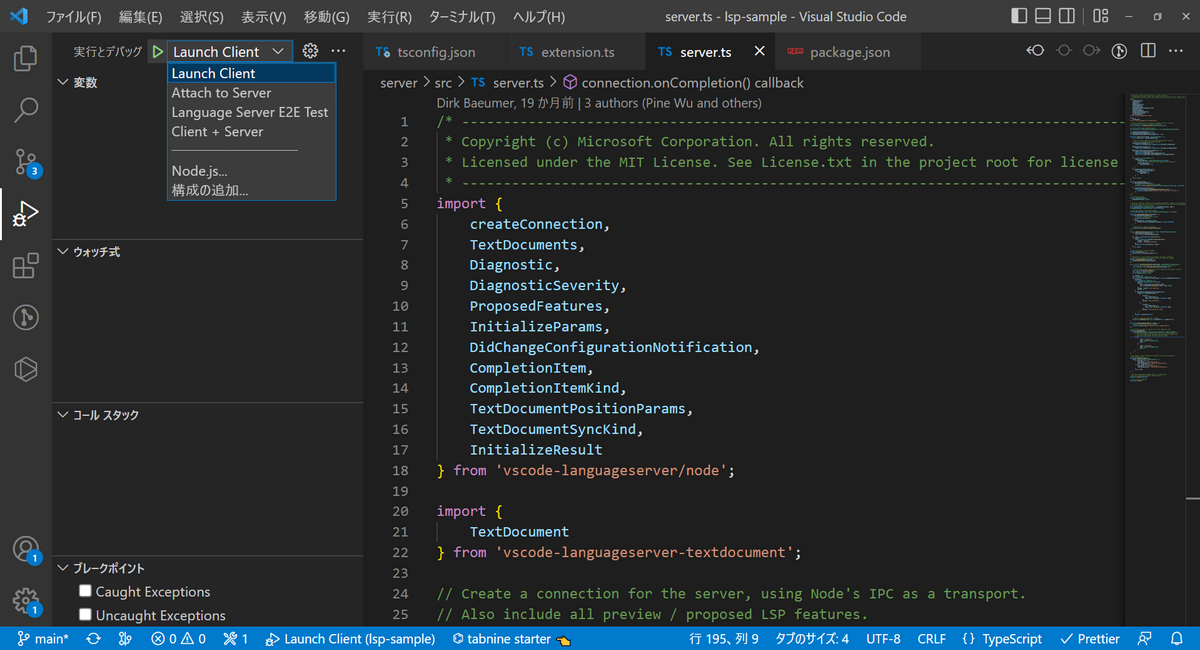 ファイル(F) 編集(E) 選択(S) 表示(V) 移動(G) 実行(R) ターミナル(T) ヘルプ(H) server.ts - lsp-sample - Visual Studio Code
実行とデバッグ Launch Client
Launch Client
Attach to Server
Language Server E2E Test
Client + Server
Node.js...
構成の追加...
変数
ウォッチ式
コール スタック
ブレークポイント
Caught Exceptions
Uncaught Exceptions
3
1
1
TS tsconfig.json TS extension.ts TS server.ts package.json
server > src > TS server.ts > connection.onCompletion() callback
Dirk Baeumer, 19 か月前 | 3 authors (Pine Wu and others)
1 /* --------------------------------------------------------------------------------
2 * Copyright (c) Microsoft Corporation. All rights reserved.
3 * Licensed under the MIT License. See License.txt in the project root for license
4 * --------------------------------------------------------------------------------
5 import {
6 createConnection,
7 TextDocuments,
8 Diagnostic,
9 DiagnosticSeverity,
10 ProposedFeatures,
11 InitializeParams,
12 DidChangeConfigurationNotification,
13 CompletionItem,
14 CompletionItemKind,
15 TextDocumentPositionParams,
16 TextDocumentSyncKind,
17 InitializeResult
18 } from 'vscode-languageserver/node';
19
20 import {
21 TextDocument
22 } from 'vscode-languageserver-textdocument';
23
24 // Create a connection for the server, using Node's IPC as a transport.
25 // Also include all preview / proposed LSP features.
main* 0 0 1 Launch Client (lsp-sample) tabnine starter 行 195、列 9 タブのサイズ: 4 UTF-8 CRLF {} TypeScript Prettier